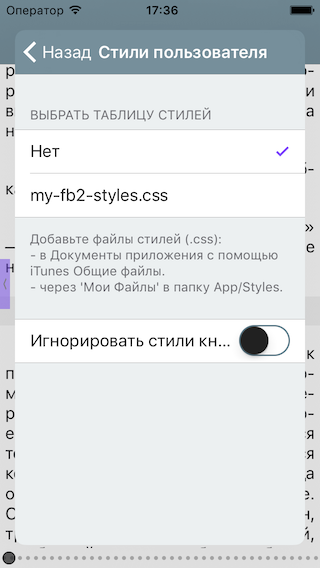 Оператор 17:36
Назад Стили пользователя
ВЫБРАТЬ ТАБЛИЦУ СТИЛЕЙ
Нет
my-fb2-styles.css
Добавьте файлы стилей (.css):
- в Документы приложения с помощью
iTunes Общие файлы.
- через 'Мои Файлы' в папку App/Styles.
Игнорировать стили кн...